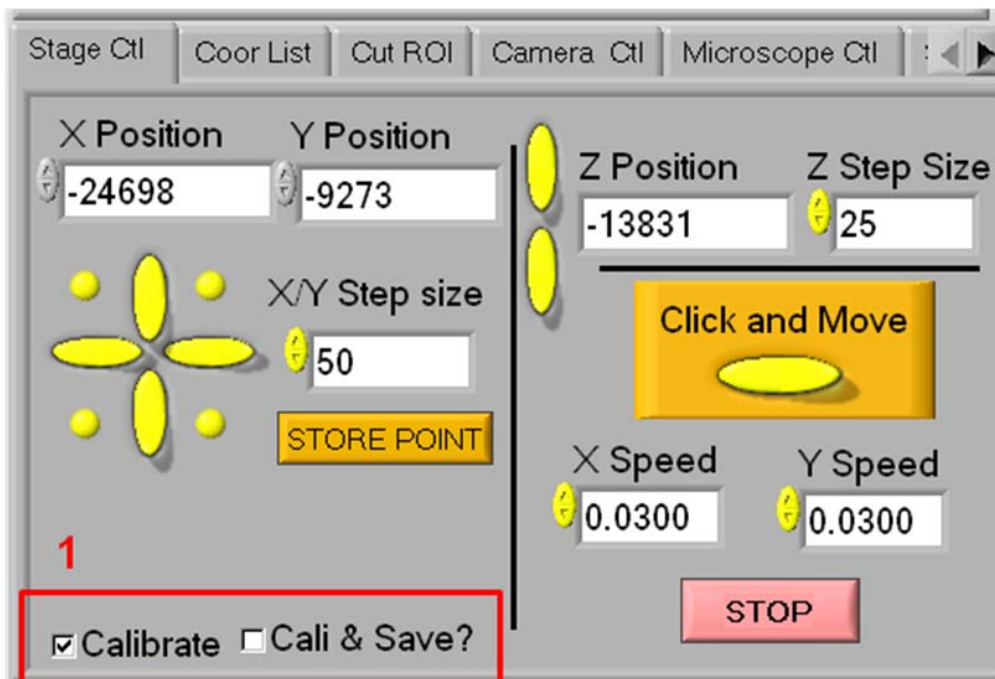 Stage Ctl Coor List Cut ROI Camera Ctl Microscope Ctl
X Position Y Position
-24698 -9273
X/Y Step size
50
STORE POINT
1
Calibrate Cali & Save?
Z Position Z Step Size
-13831 25
Click and Move
X Speed Y Speed
0.0300 0.0300
STOP